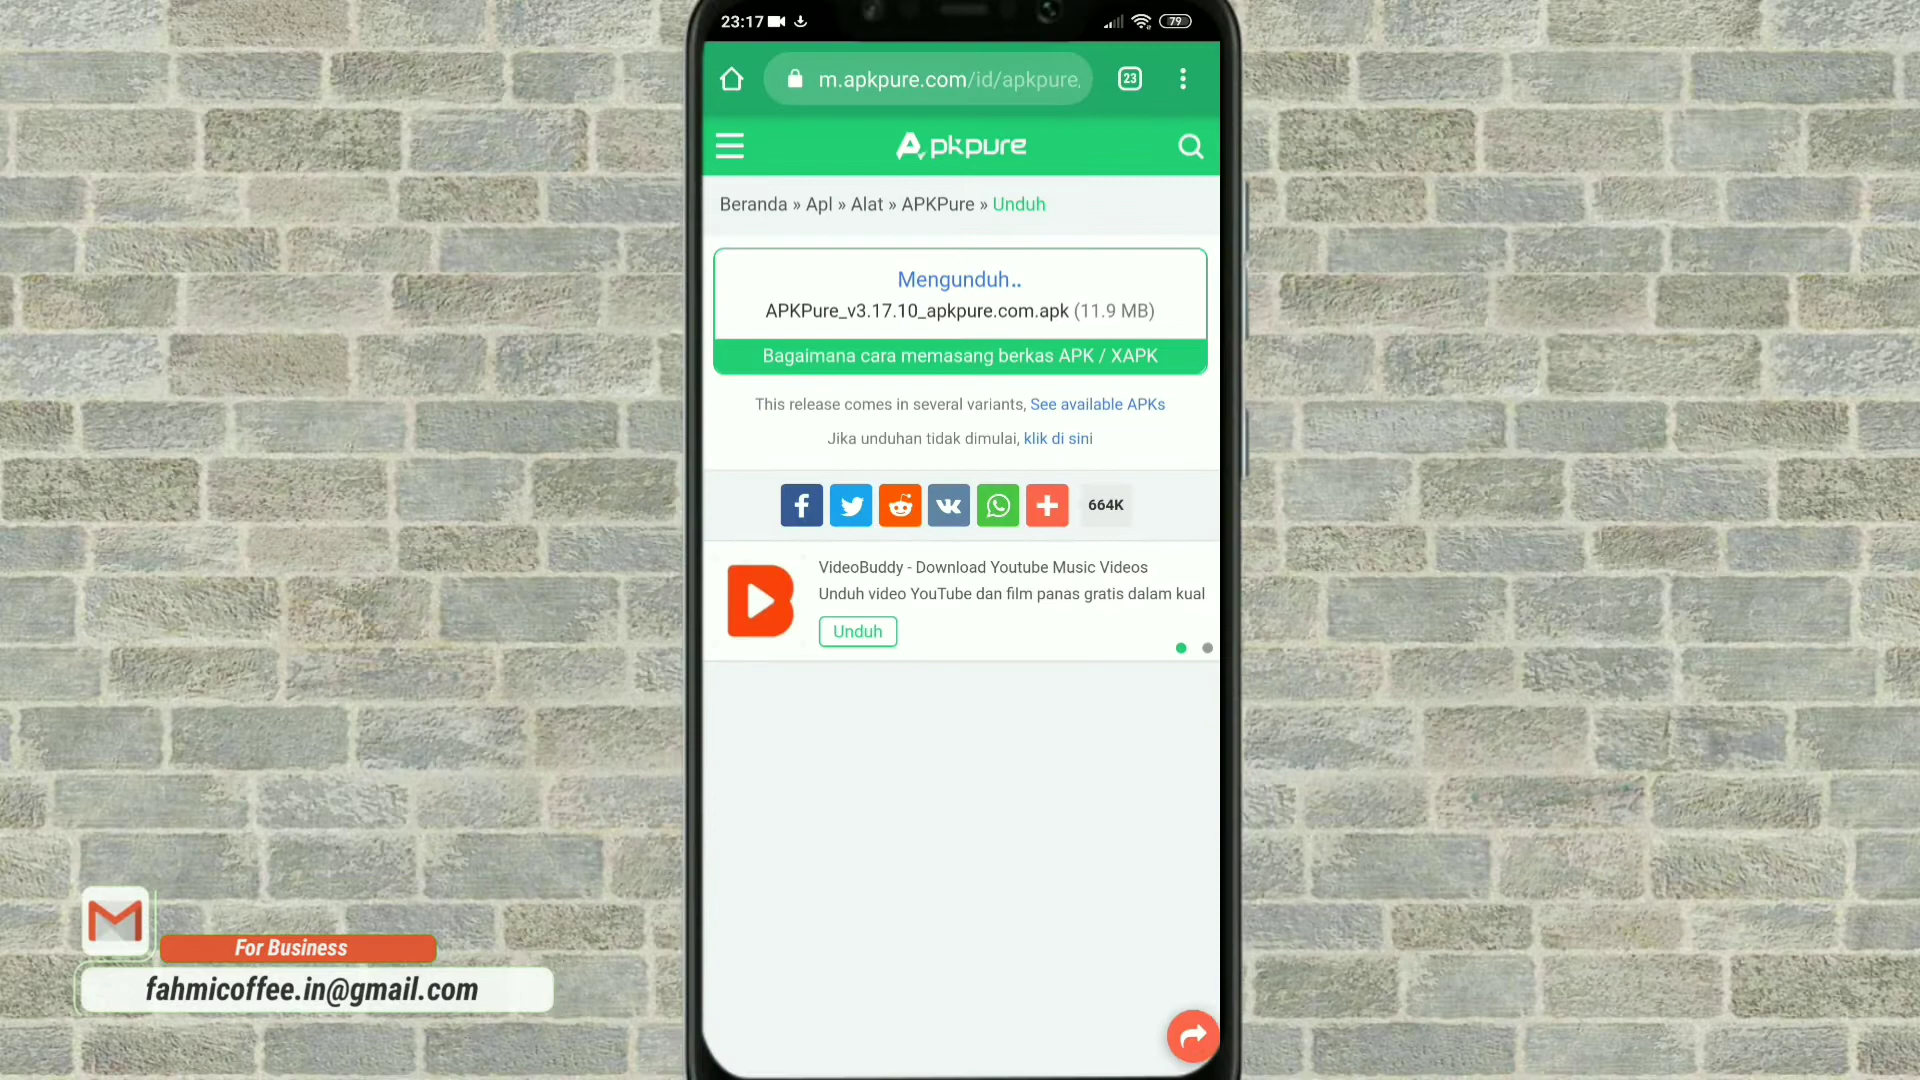 23:17
79
m.apkpure.com/id/apkpure.
23
Apkpure
Beranda » Apl » Alat » APKPure » Unduh
Mengunduh..
APKPure_v3.17.10_apkpure.com.apk (11.9 MB)
Bagaimana cara memasang berkas APK / XAPK
This release comes in several variants, See available APKs
Jika unduhan tidak dimulai, klik di sini
664K
VideoBuddy - Download Youtube Music Videos
Unduh video YouTube dan film panas gratis dalam kual
Unduh
For Business
fahmicoffee.in@gmail.com